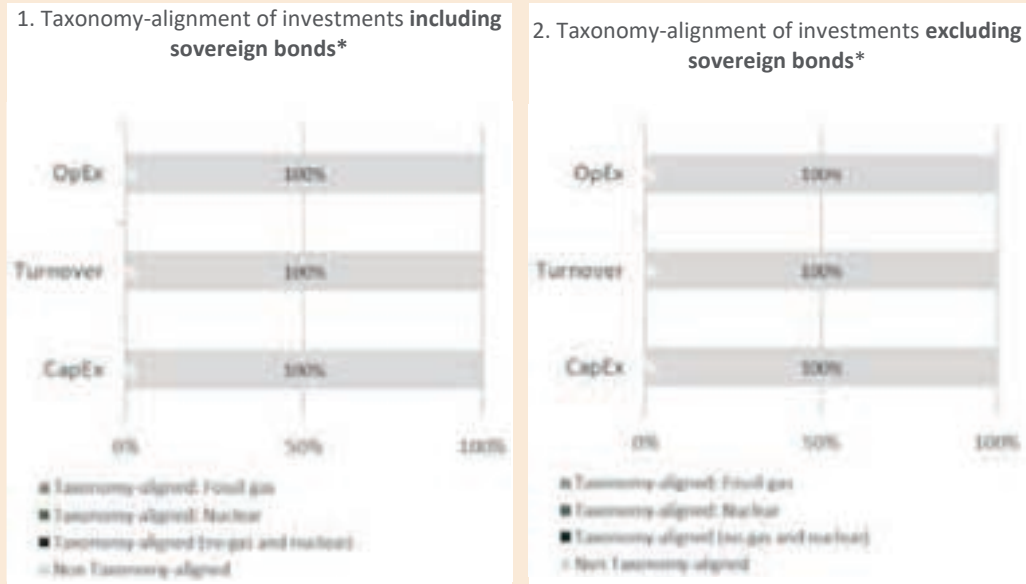 1. Taxonomy-alignment of investments including
sovereign bonds*
OpEx
100%
Turnover
100%
CapEx
100%
0%
50%
100%
Taxonomy-aligned: Fossil gas
Taxonomy-aligned: Nuclear
Taxonomy-aligned (no gas and nuclear)
Non Taxonomy-aligned
2. Taxonomy-alignment of investments excluding
sovereign bonds*
OpEx
100%
Turnover
100%
CapEx
100%
0%
50%
100%
Taxonomy-aligned: Fossil gas
Taxonomy-aligned: Nuclear
Taxonomy-aligned (no gas and nuclear)
Non Taxonomy-aligned